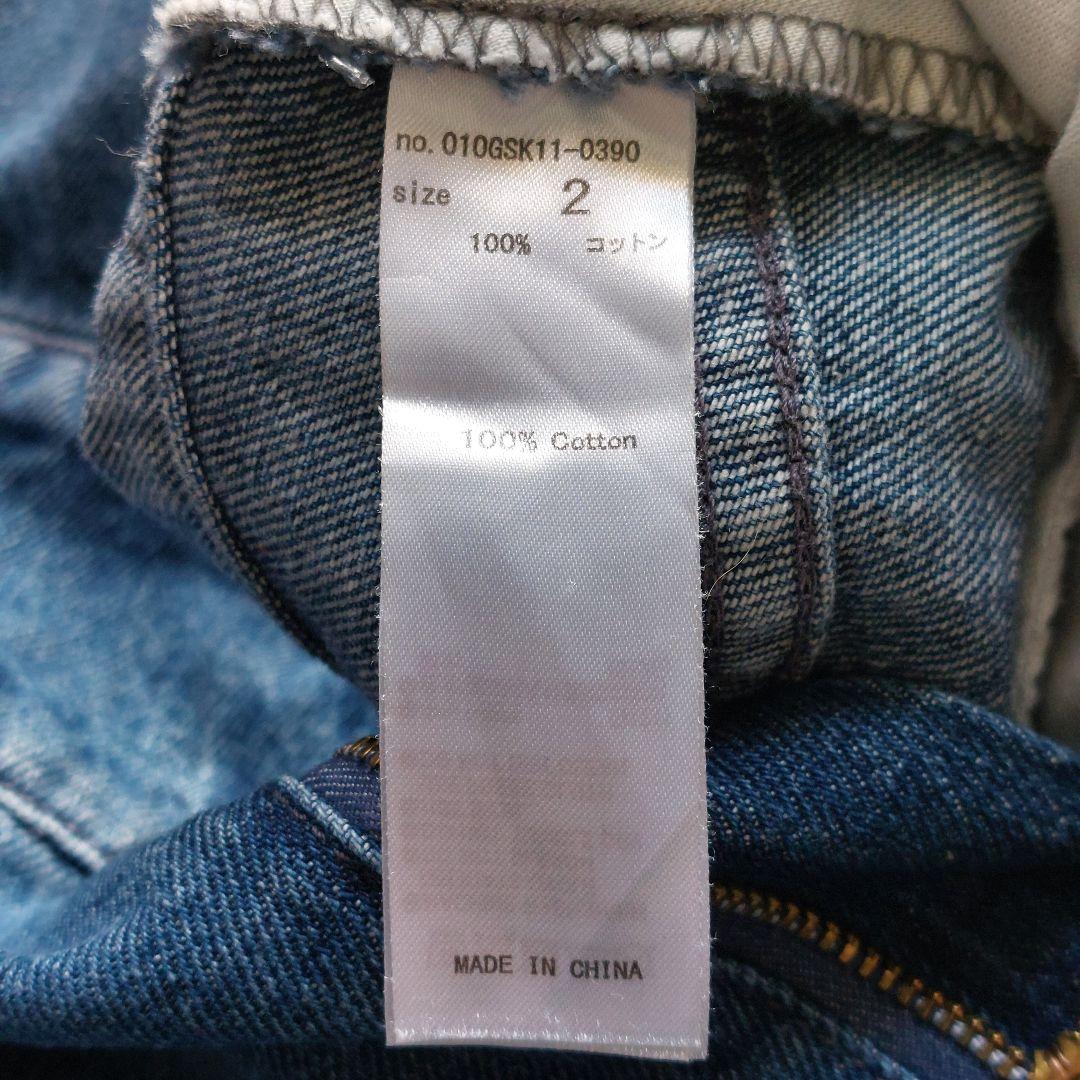 no. 010GSK11-0390
size 2
100% コットン
100% Cotton
MADE IN CHINA